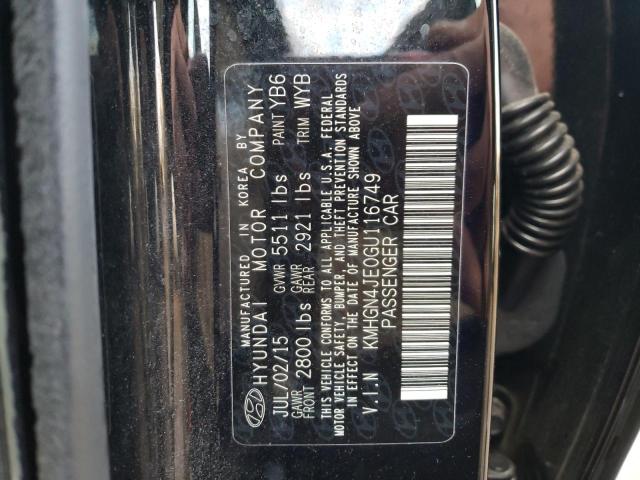 MANUFACTURED IN KOREA BY
HYUNDAI MOTOR COMPANY
JUL/02/15 GVWR 5511 lbs PAINT YB6
GAWR FRONT 2800 lbs GAWR REAR 2921 lbs TRIM WYB
THIS VEHICLE CONFORMS TO ALL APPLICABLE U.S.A. FEDERAL
MOTOR VEHICLE SAFETY, BUMPER, AND THEFT PREVENTION STANDARDS
IN EFFECT ON THE DATE OF MANUFACTURE SHOWN ABOVE
V.I.N KMHGN4JE0GU116749
PASSENGER CAR